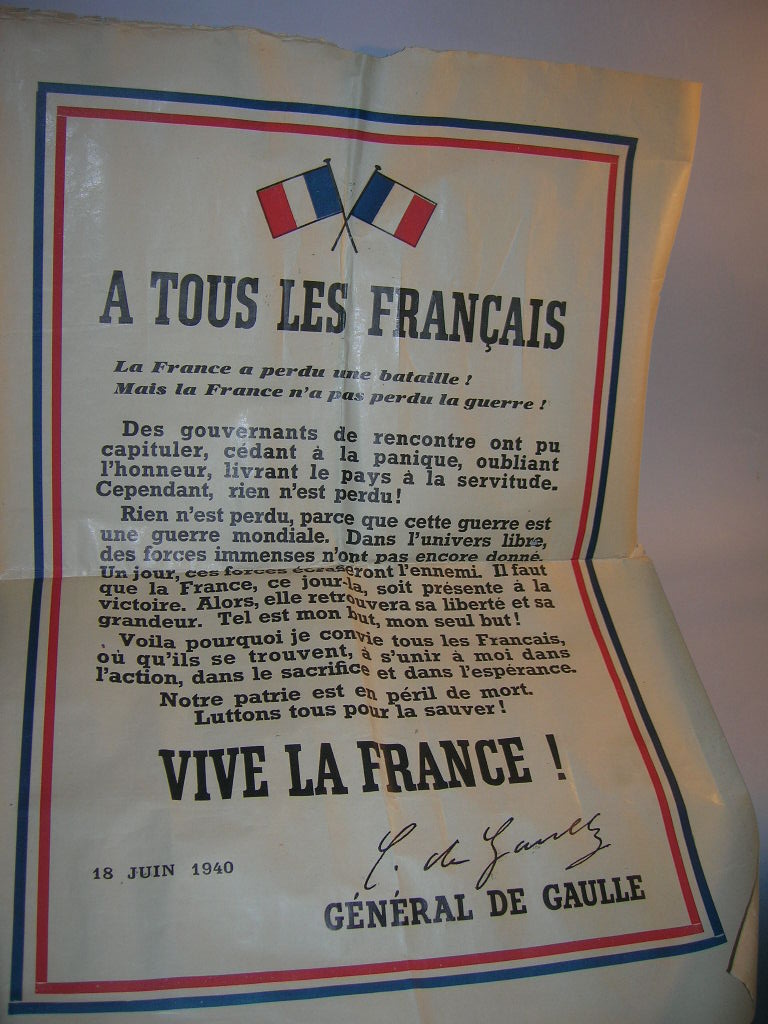 A TOUS LES FRANÇAIS
La France a perdu une bataille !
Mais la France n'a pas perdu la guerre !
Des gouvernants de rencontre ont pu
capituler, cédant à la panique, oubliant
l'honneur, livrant le pays à la servitude.
Cependant, rien n'est perdu !
Rien n'est perdu, parce que cette guerre est
une guerre mondiale. Dans l'univers libre,
des forces immenses n'ont pas encore donné.
Un jour, ces forces écraseront l'ennemi. Il faut
que la France, ce jour-la, soit présente à la
victoire. Alors, elle retrouvera sa liberté et sa
grandeur. Tel est mon but, mon seul but !
Voila pourquoi je convie tous les Francais,
où qu'ils se trouvent, à s'unir à moi dans
l'action, dans le sacrifice et dans l'espérance.
Notre patrie est en péril de mort.
Luttons tous pour la sauver !
VIVE LA FRANCE !
C. de Gaulle
18 JUIN 1940
GÉNÉRAL DE GAULLE